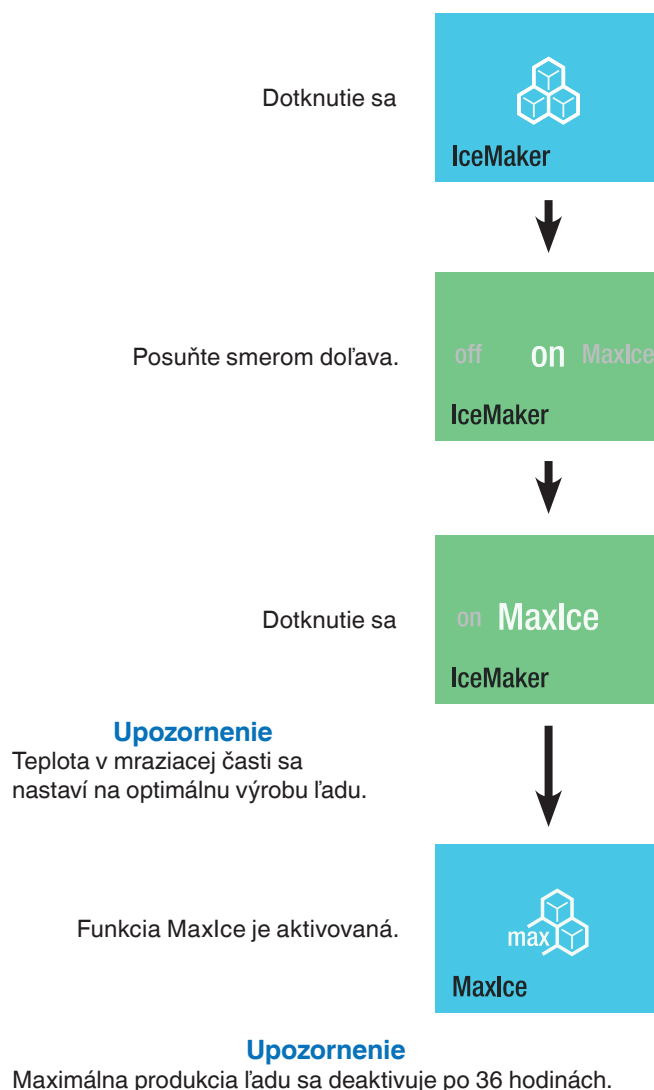 Dotknutie sa
IceMaker
Posuňte smerom doľava.
off on MaxIce
IceMaker
Dotknutie sa
on MaxIce
IceMaker
Upozornenie
Teplota v mraziacej časti sa
nastaví na optimálnu výrobu ľadu.
Funkcia MaxIce je aktivovaná.
max
MaxIce
Upozornenie
Maximálna produkcia ľadu sa deaktivuje po 36 hodinách.